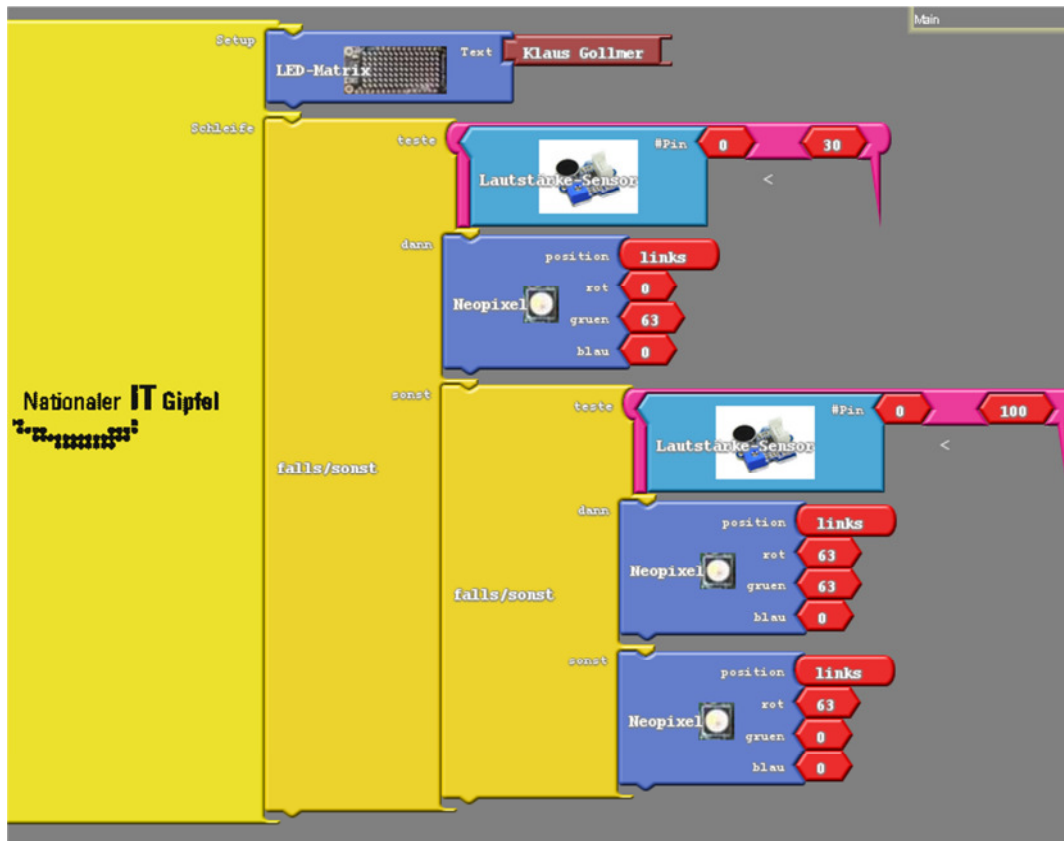 Main
Setup
LED-Matrix
Text
Klaus Gollmer
Schleife
teste
Lautstärke-Sensor
#Pin
0
30
<
dann
Neopixel
position
links
rot
0
gruen
63
blau
0
Nationaler IT Gipfel
falls/sonst
sonst
teste
Lautstärke-Sensor
#Pin
0
100
<
falls/sonst
dann
Neopixel
position
links
rot
63
gruen
63
blau
0
sonst
Neopixel
position
links
rot
63
gruen
0
blau
0